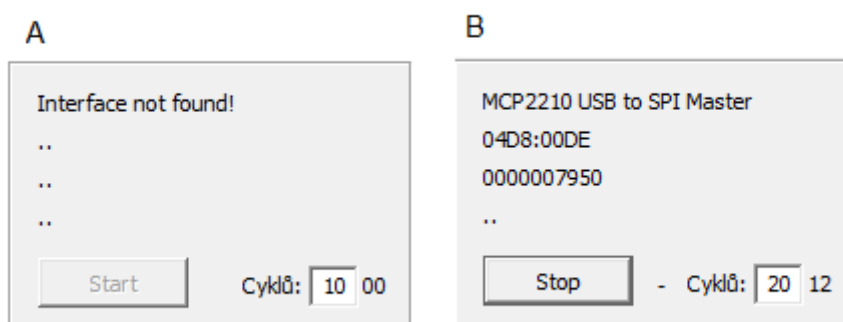 A
Interface not found!
..
..
..
Start Cyklů: 10 00
B
MCP2210 USB to SPI Master
04D8:00DE
0000007950
..
Stop - Cyklů: 20 12